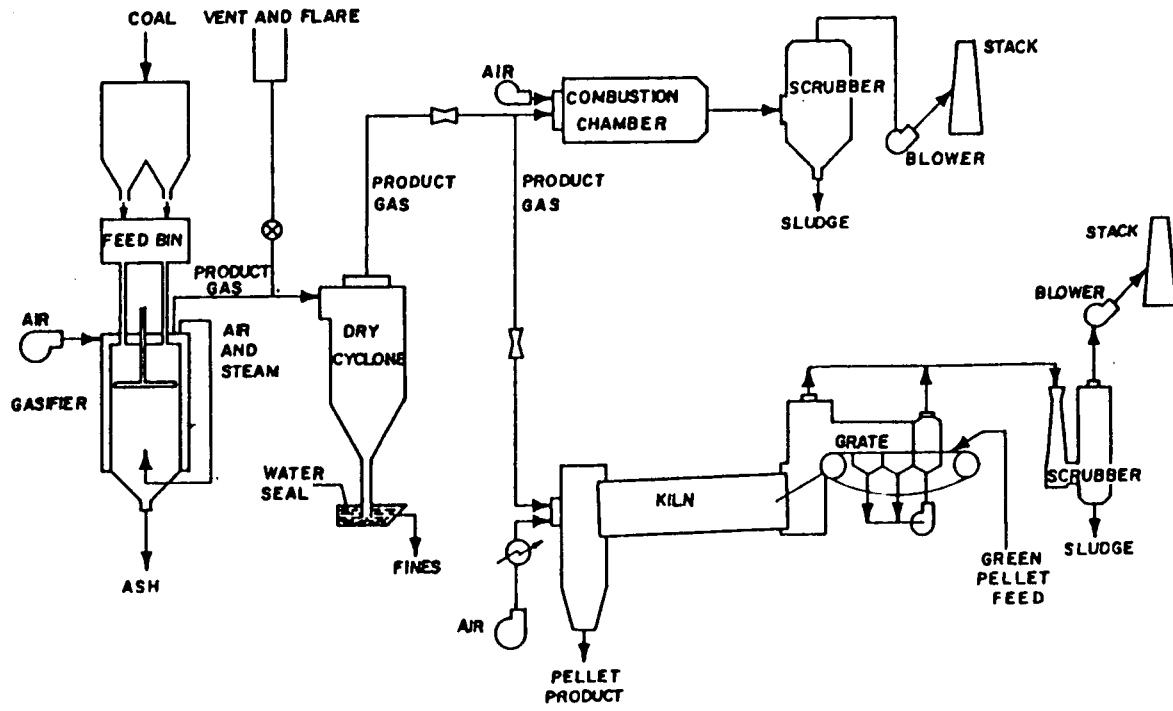 COAL
VENT AND FLARE
STACK
AIR
COMBUSTION
CHAMBER
SCRUBBER
BLOWER
PRODUCT
GAS
PRODUCT
GAS
SLUDGE
FEED BIN
STACK
PRODUCT
GAS
BLOWER
AIR
AIR
AND
STEAM
DRY
CYCLONE
GASIFIER
GRATE
WATER
SEAL
KILN
SCRUBBER
FINES
SLUDGE
ASH
GREEN
PELLET
FEED
AIR
PELLET
PRODUCT